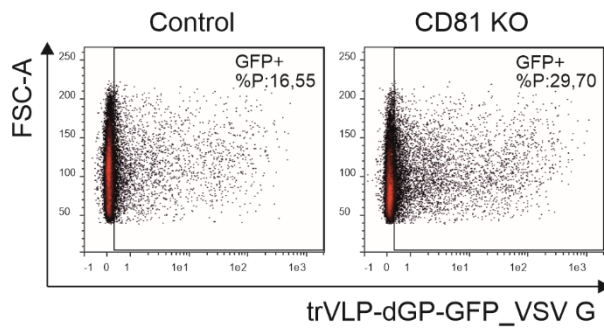 Control
CD81 KO
FSC-A
250
200
150
100
50
GFP+
%P:16,55
-1 0 1 1e1 1e2 1e3
250
200
150
100
50
GFP+
%P:29,70
-1 0 1 1e1 1e2 1e3
trVLP-dGP-GFP_VSV G